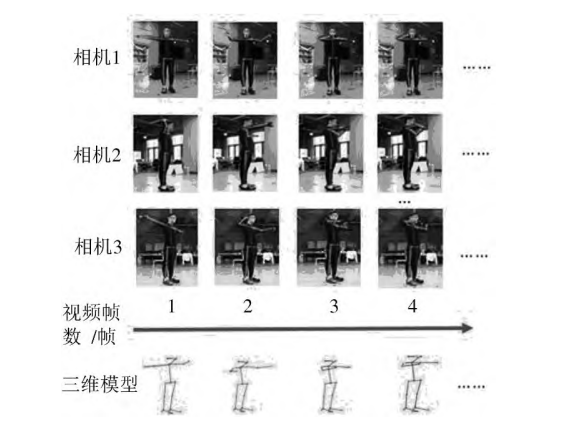 相机1
……
相机2
……
…
相机3
……
视频帧 1 2 3 4
数 /帧
三维模型
……